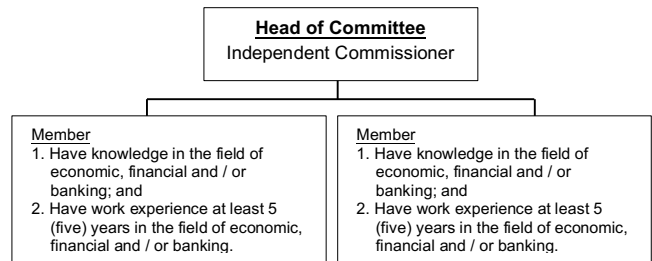 Head of Committee
Independent Commissioner
Member
1. Have knowledge in the field of
economic, financial and / or
banking; and
2. Have work experience at least 5
(five) years in the field of economic,
financial and / or banking.
Member
1. Have knowledge in the field of
economic, financial and / or
banking; and
2. Have work experience at least 5
(five) years in the field of economic,
financial and / or banking.